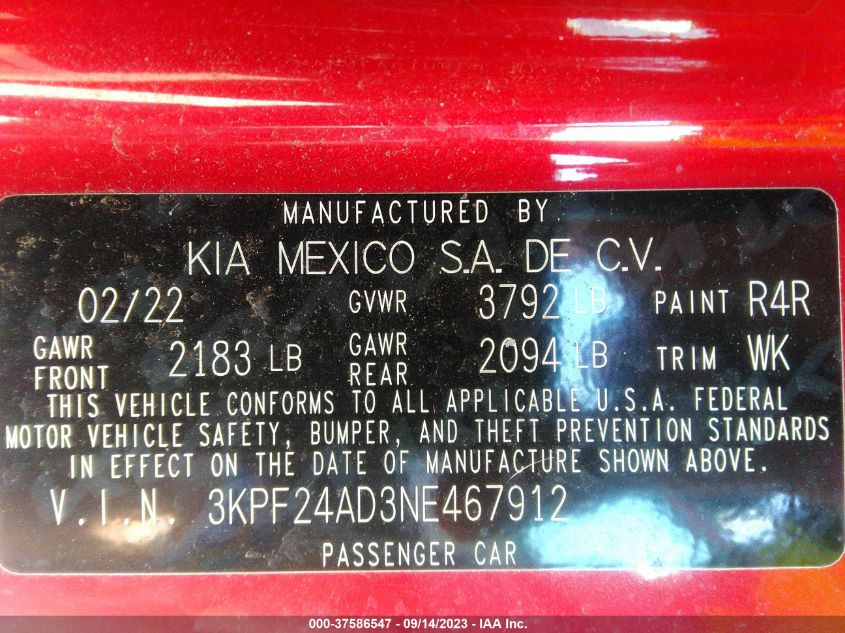 MANUFACTURED BY
KIA MEXICO S.A. DE C.V.
02/22 GVWR 3792 LB PAINT R4R
GAWR FRONT 2183 LB GAWR REAR 2094 LB TRIM WK
THIS VEHICLE CONFORMS TO ALL APPLICABLE U.S.A. FEDERAL
MOTOR VEHICLE SAFETY, BUMPER, AND THEFT PREVENTION STANDARDS
IN EFFECT ON THE DATE OF MANUFACTURE SHOWN ABOVE.
V.I.N. 3KPF24AD3NE467912
PASSENGER CAR
000-37586547 - 09/14/2023 - IAA Inc.